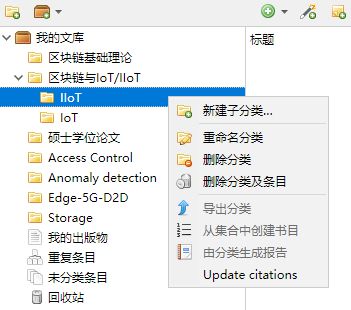 我的文库
标题
区块链基础理论
区块链与IoT/IIoT
IIoT
IoT
硕士学位论文
Access Control
Anomaly detection
Edge-5G-D2D
Storage
我的出版物
重复条目
未分类条目
回收站
新建子分类...
重命名分类
删除分类
删除分类及条目
导出分类
从集合中创建书目
由分类生成报告
Update citations